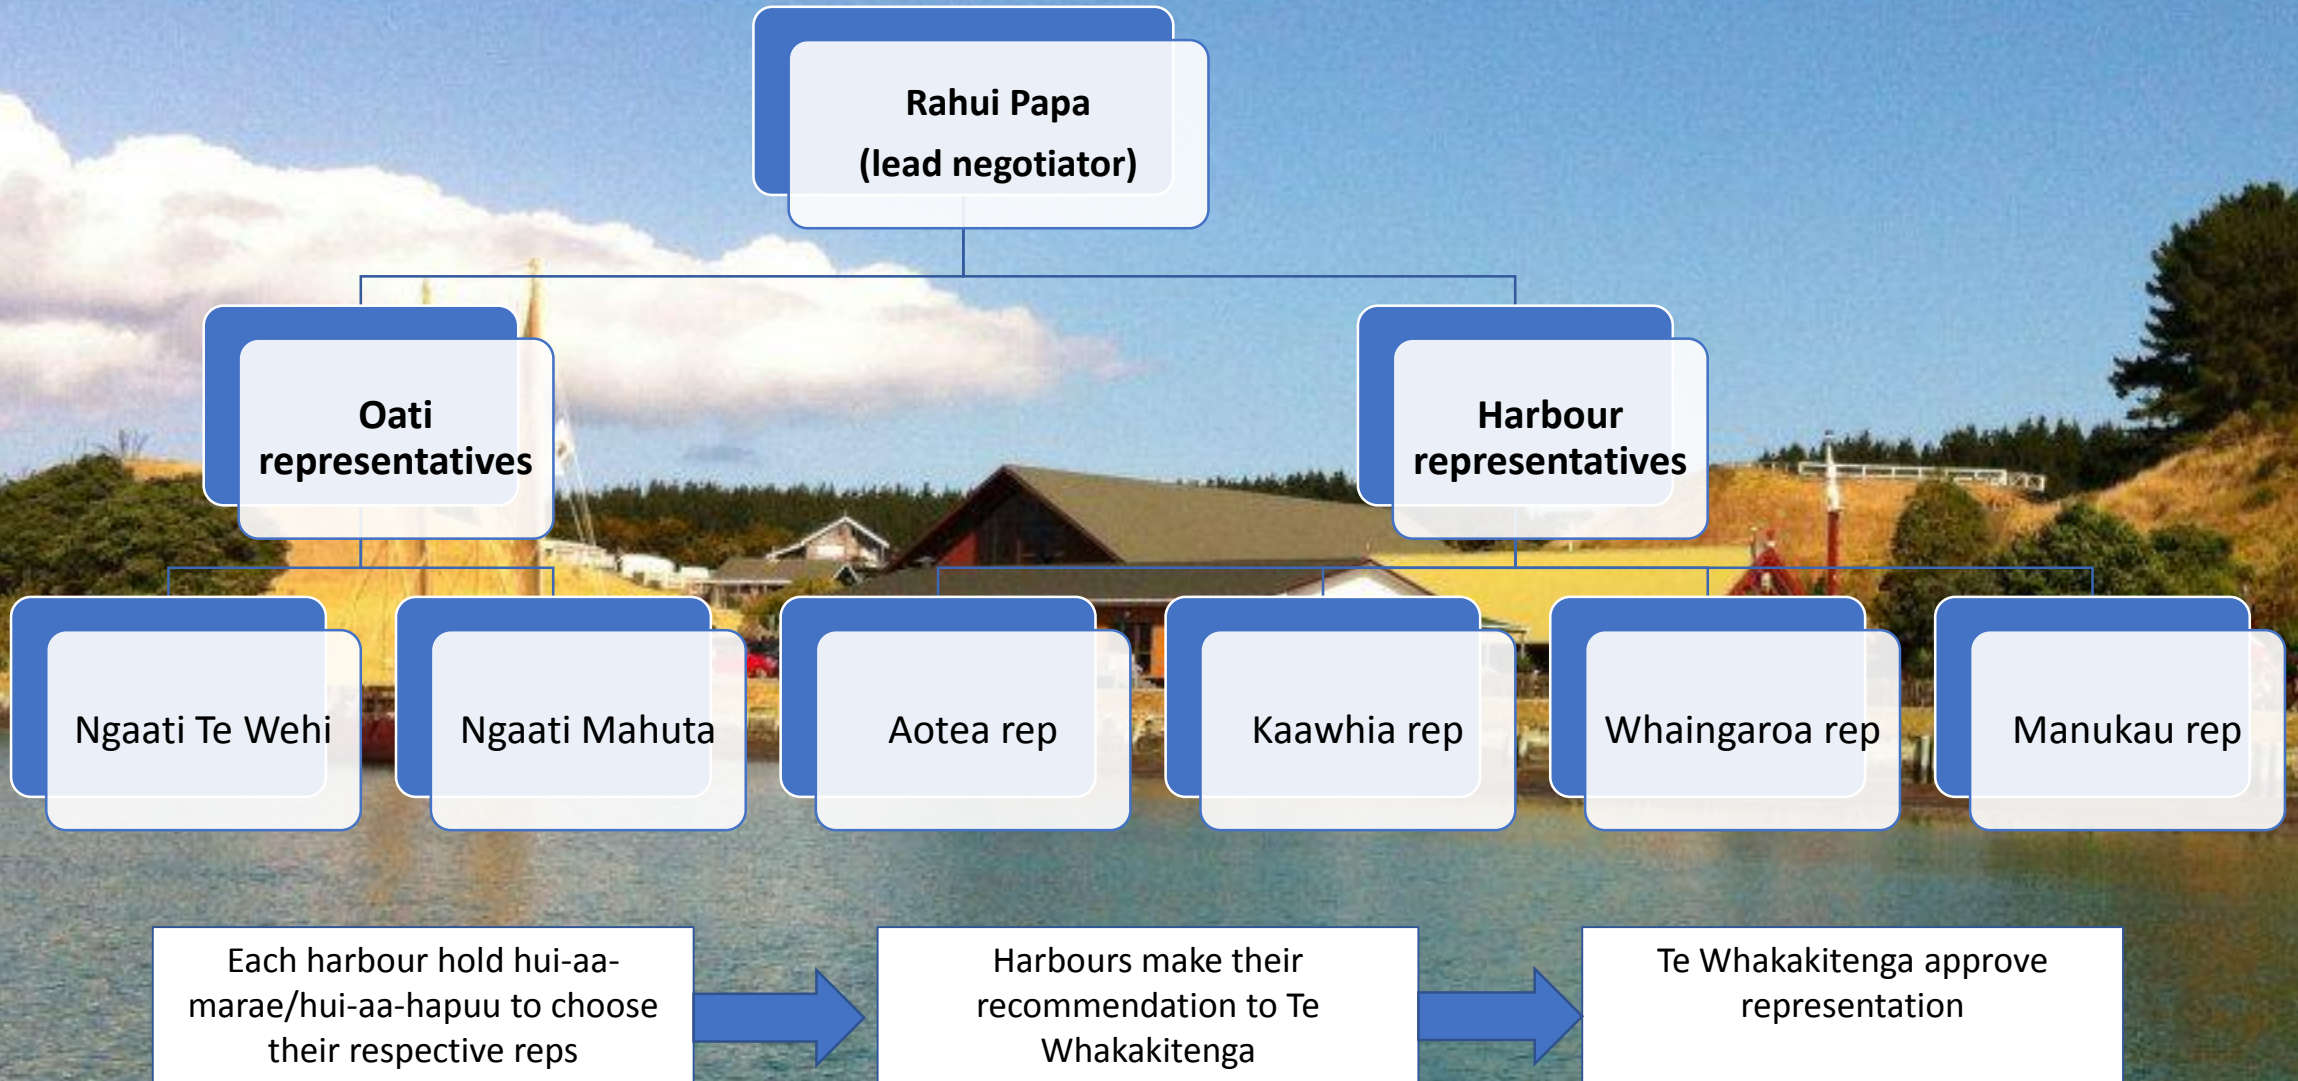 Rahui Papa
(lead negotiator)
Oati
representatives
Harbour
representatives
Ngaati Te Wehi
Ngaati Mahuta
Aotea rep
Kaawhia rep
Whaingaroa rep
Manukau rep
Each harbour hold hui-aa-
marae/hui-aa-hapuu to choose
their respective reps
Harbours make their
recommendation to Te
Whakakitenga
Te Whakakitenga approve
representation